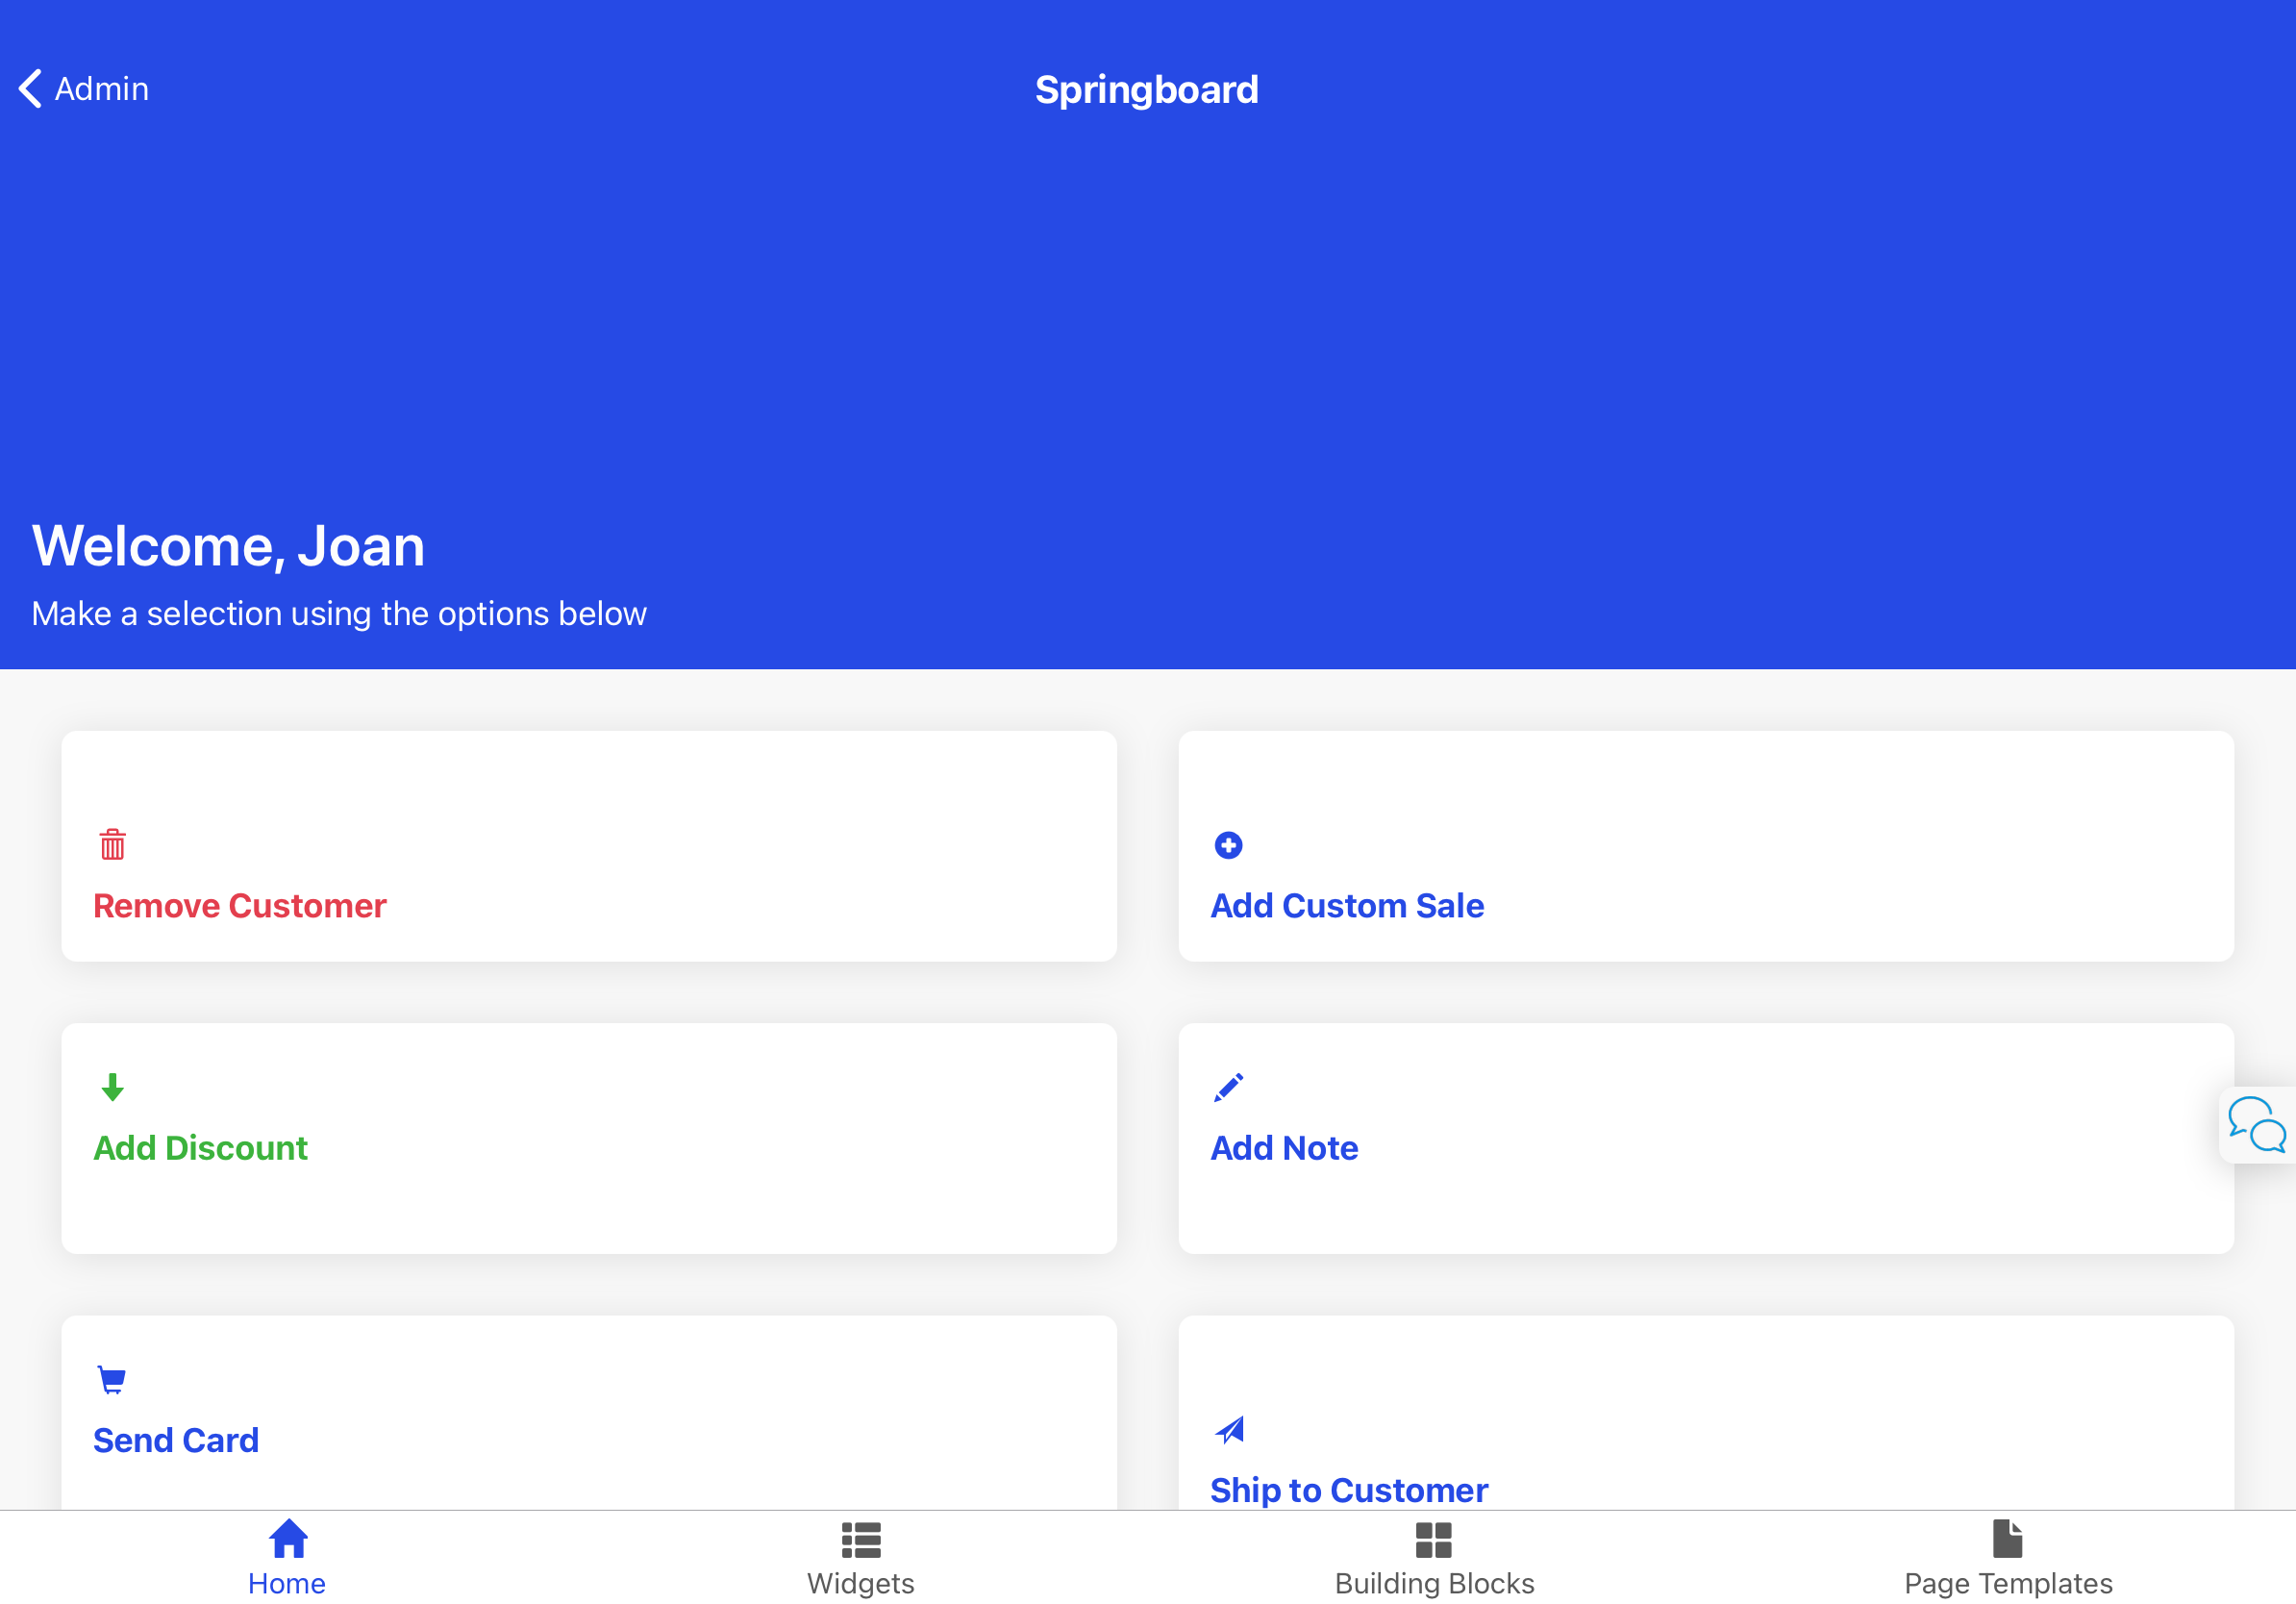 Admin
Springboard
Welcome, Joan
Make a selection using the options below
Remove Customer
Add Custom Sale
Add Discount
Add Note
Send Card
Ship to Customer
Home
Widgets
Building Blocks
Page Templates